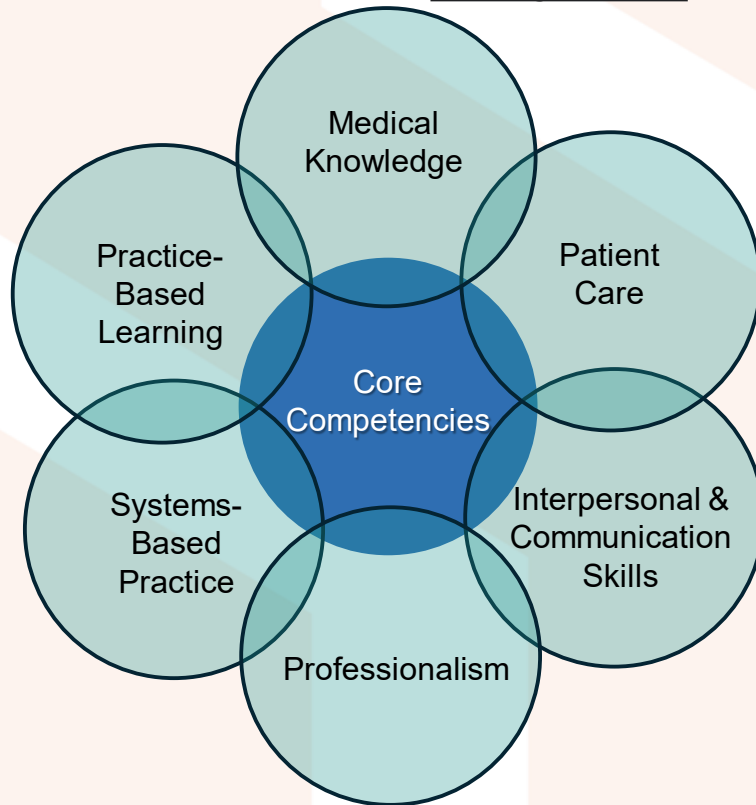 Medical
Knowledge
Patient
Care
Practice-
Based
Learning
Core
Competencies
Interpersonal &
Communication
Skills
Systems-
Based
Practice
Professionalism